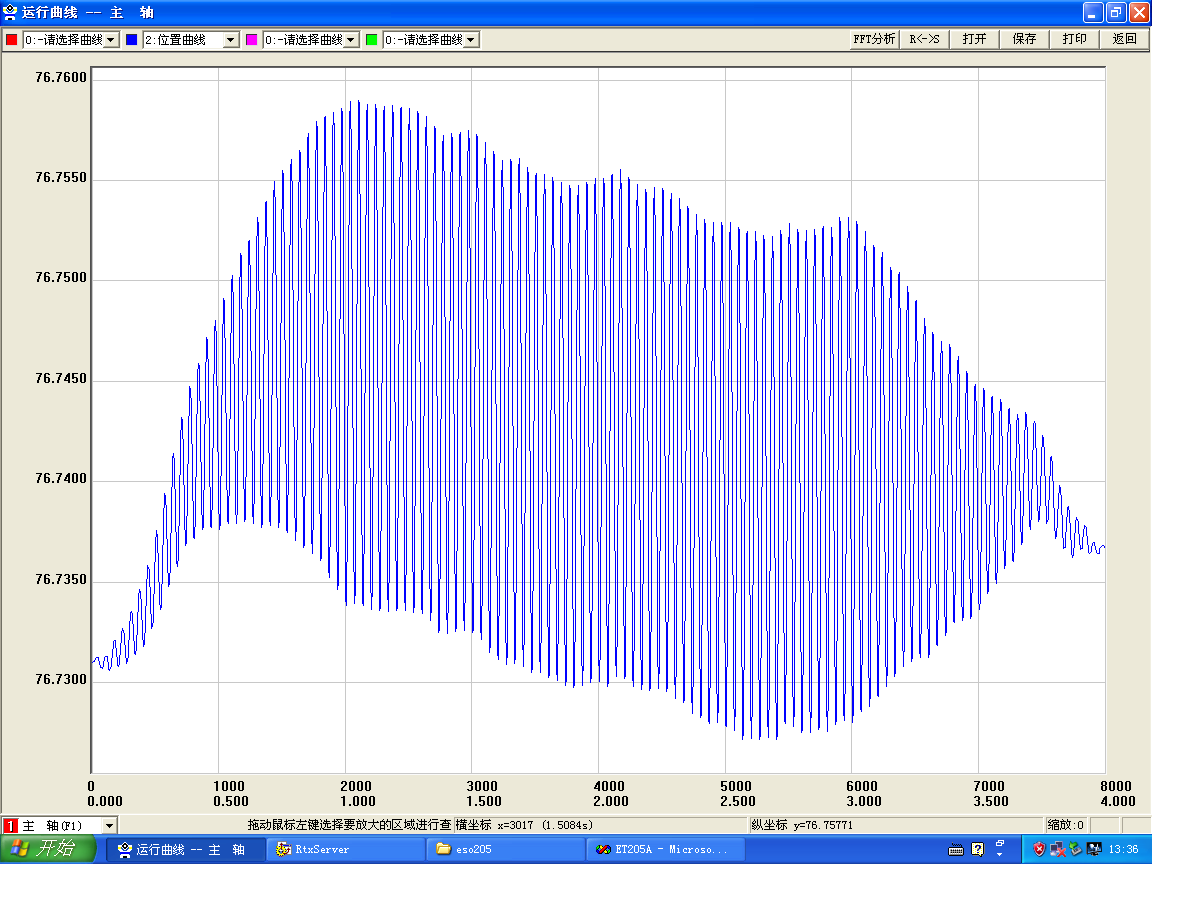 运行曲线 -- 主 轴
0:-请选择曲线 2:位置曲线 0:-请选择曲线 0:-请选择曲线 FFT分析 R<->S 打开 保存 打印 返回
76.7600
76.7550
76.7500
76.7450
76.7400
76.7350
76.7300
0 1000 2000 3000 4000 5000 6000 7000 8000
0.000 0.500 1.000 1.500 2.000 2.500 3.000 3.500 4.000
1 主 轴(F1) 拖动鼠标左键选择要放大的区域进行查 横坐标 x=3017 (1.5084s) 纵坐标 y=76.75771 缩放:0
开始 运行曲线 -- 主 轴 RtxServer eso205 ET205A - Microso... ? 13:36